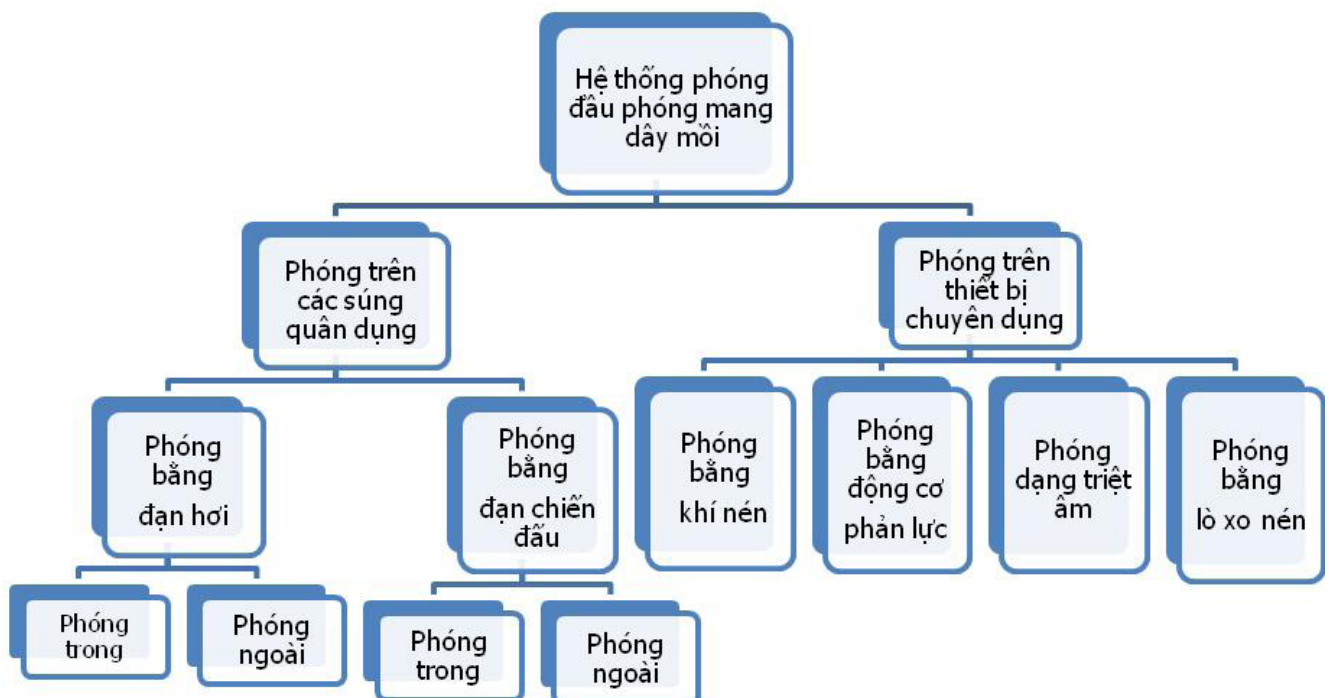 Hệ thống phóng
đầu phóng mang
dây mồi
Phóng trên
các súng
quân dụng
Phóng trên
thiết bị
chuyên dụng
Phóng
bằng
đạn hơi
Phóng
bằng
đạn chiến
đấu
Phóng
bằng
khí nén
Phóng
bằng
động cơ
phản lực
Phóng
dạng triệt
âm
Phóng
bằng
lò xo nén
Phóng
trong
Phóng
ngoài
Phóng
trong
Phóng
ngoài